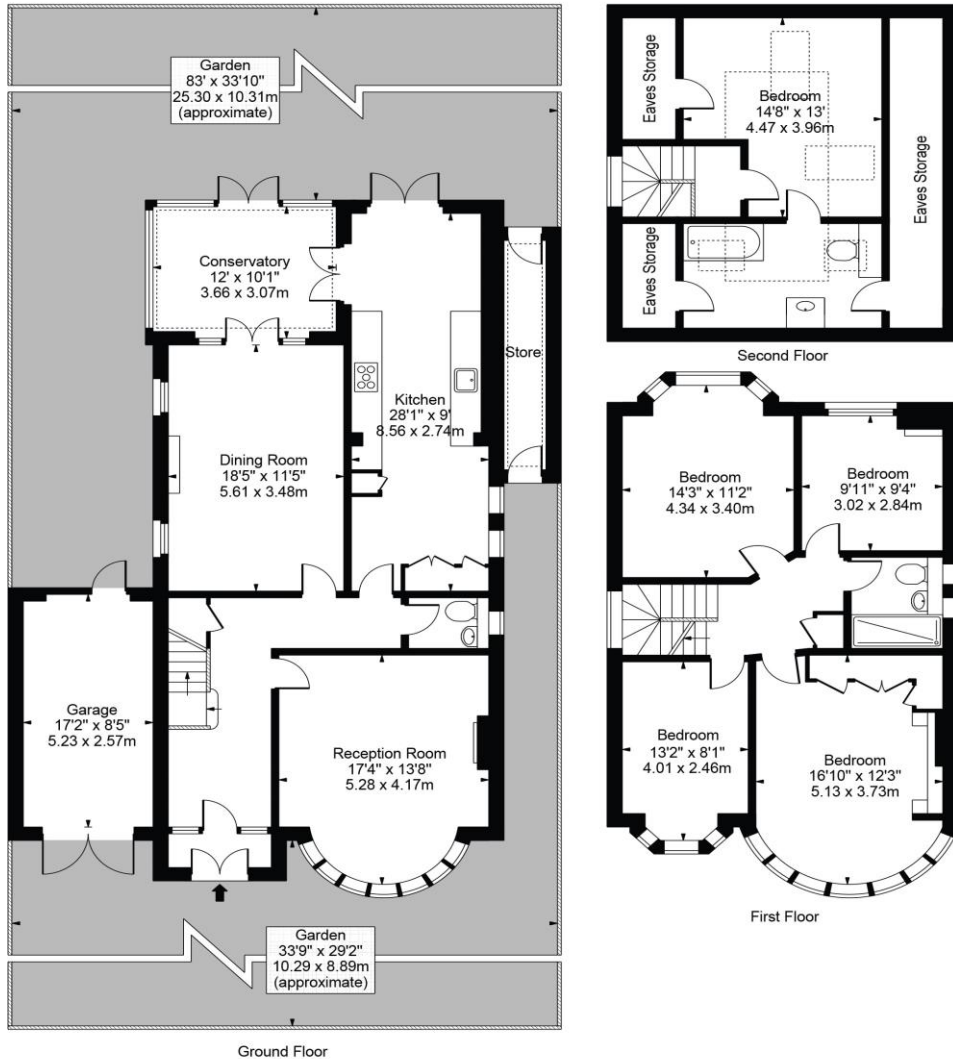 Garden
83' x 33'10"
25.30 x 10.31m
(approximate)
Conservatory
12' x 10'1"
3.66 x 3.07m
Store
Kitchen
28'1" x 9'
8.56 x 2.74m
Dining Room
18'5" x 11'5"
5.61 x 3.48m
Garage
17'2" x 8'5"
5.23 x 2.57m
Reception Room
17'4" x 13'8"
5.28 x 4.17m
Garden
33'9" x 29'2"
10.29 x 8.89m
(approximate)
Ground Floor
Eaves Storage
Bedroom
14'8" x 13'
4.47 x 3.96m
Eaves Storage
Eaves Storage
Second Floor
Bedroom
14'3" x 11'2"
4.34 x 3.40m
Bedroom
9'11" x 9'4"
3.02 x 2.84m
Bedroom
13'2" x 8'1"
4.01 x 2.46m
Bedroom
16'10" x 12'3"
5.13 x 3.73m
First Floor